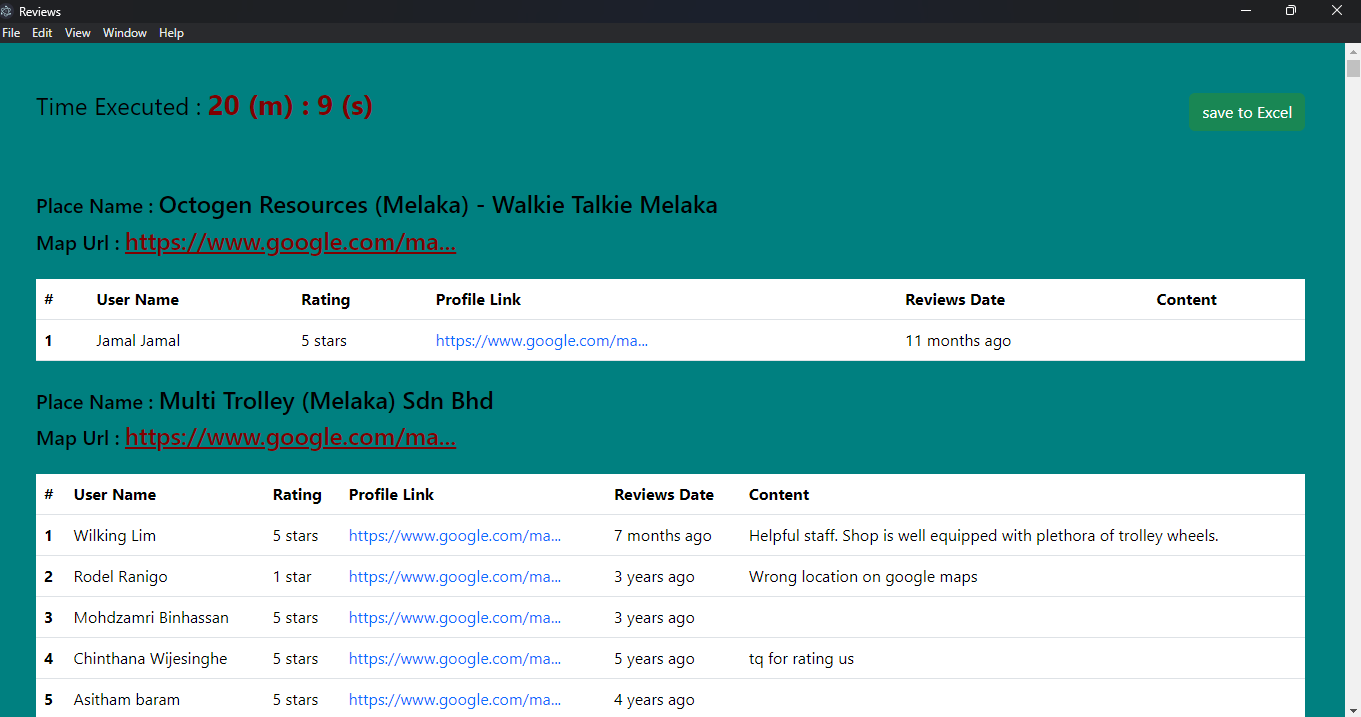 Reviews
File Edit View Window Help
Time Executed : 20 (m) : 9 (s)
save to Excel
Place Name : Octogen Resources (Melaka) - Walkie Talkie Melaka
Map Url : https://www.google.com/ma...
# User Name Rating Profile Link Reviews Date Content
1 Jamal Jamal 5 stars https://www.google.com/ma... 11 months ago
Place Name : Multi Trolley (Melaka) Sdn Bhd
Map Url : https://www.google.com/ma...
# User Name Rating Profile Link Reviews Date Content
1 Wilking Lim 5 stars https://www.google.com/ma... 7 months ago Helpful staff. Shop is well equipped with plethora of trolley wheels.
2 Rodel Ranigo 1 star https://www.google.com/ma... 3 years ago Wrong location on google maps
3 Mohdzamri Binhassan 5 stars https://www.google.com/ma... 3 years ago
4 Chinthana Wijesinghe 5 stars https://www.google.com/ma... 5 years ago tq for rating us
5 Asitham baram 5 stars https://www.google.com/ma... 4 years ago